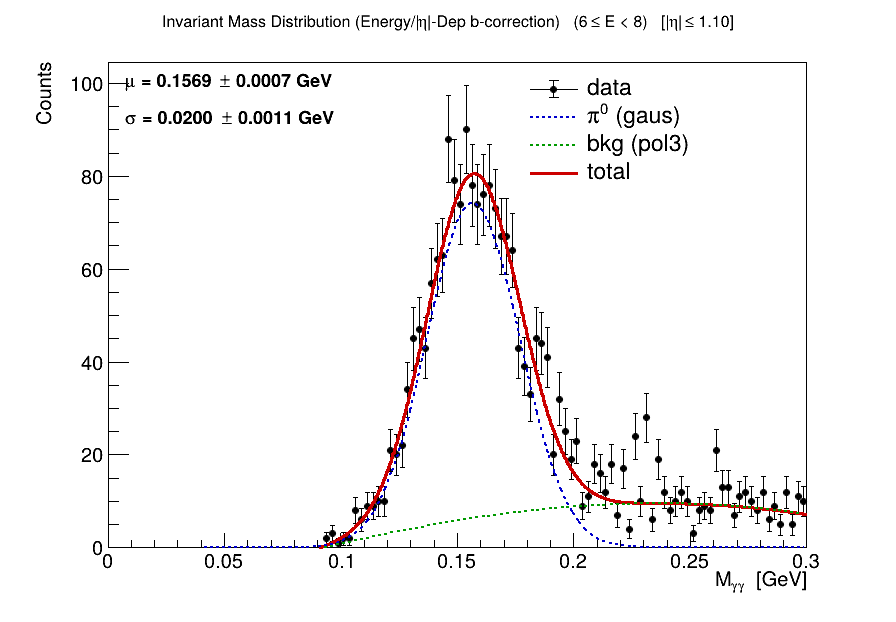 Invariant Mass Distribution (Energy/|η|-Dep b-correction) (6 ≤ E < 8) [|η| ≤ 1.10]
Counts
μ = 0.1569 ± 0.0007 GeV
σ = 0.0200 ± 0.0011 GeV
data
π⁰ (gaus)
bkg (pol3)
total
100
80
60
40
20
0
0 0.05 0.1 0.15 0.2 0.25 0.3
Mγγ [GeV]